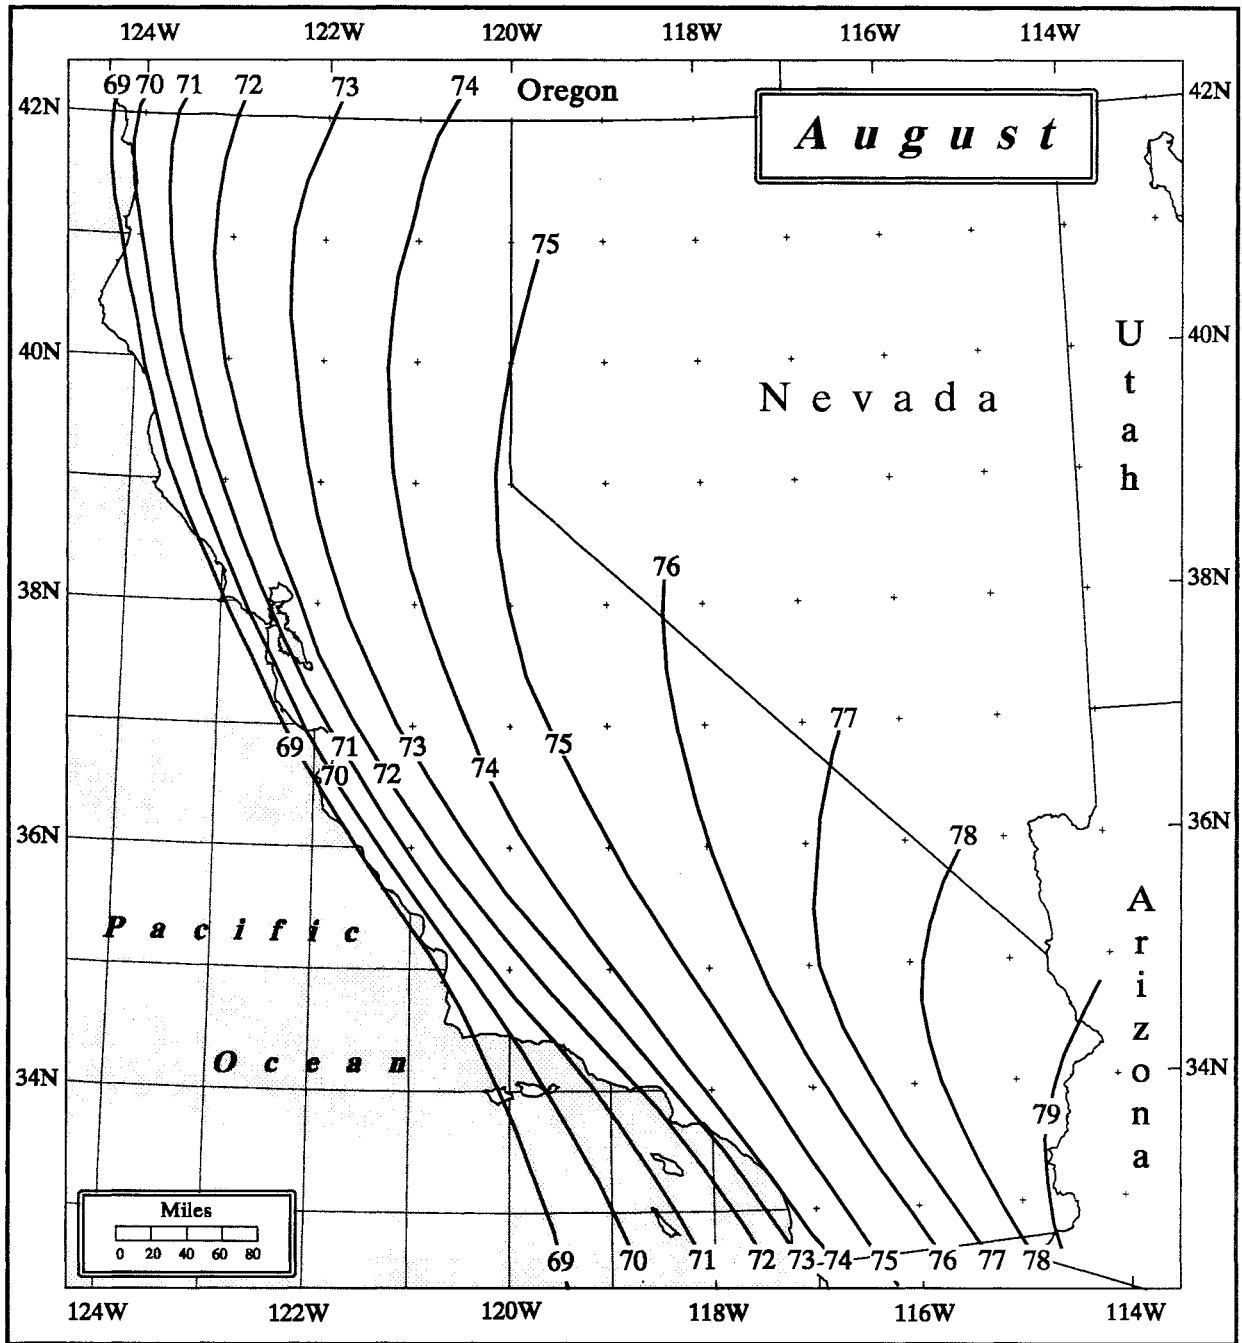 124W 122W 120W 118W 116W 114W
69 70 71 72 73 74 Oregon
42N 42N
August
75
40N Utah 40N
Nevada
76
38N 38N
77
69 71 73 75
70 72 74
36N 78 36N
Pacific Arizona
Ocean
34N 34N
79
Miles
0 20 40 60 80
69 70 71 72 73 74 75 76 77 78
124W 122W 120W 118W 116W 114W